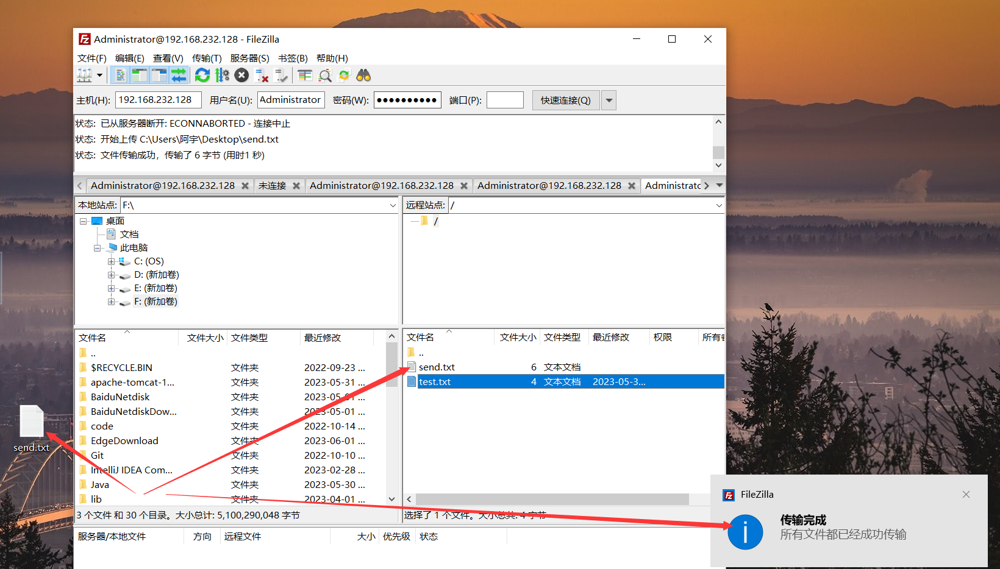 Administrator@192.168.232.128 - FileZilla
文件(F) 编辑(E) 查看(V) 传输(T) 服务器(S) 书签(B) 帮助(H)
主机(H): 192.168.232.128 用户名(U): Administrator 密码(W): ●●●●●●●●●● 端口(P): 快速连接(Q)
状态: 已从服务器断开: ECONNABORTED - 连接中止
状态: 开始上传 C:\Users\阿宇\Desktop\send.txt
状态: 文件传输成功，传输了 6 字节 (用时1 秒)
Administrator@192.168.232.128 未连接 Administrator@192.168.232.128 Administrator@192.168.232.128 Administratc
本地站点: F:\
桌面
文档
此电脑
C: (OS)
D: (新加卷)
E: (新加卷)
F: (新加卷)
远程站点: /
/
文件名 文件大小 文件类型 最近修改
..
$RECYCLE.BIN 文件夹 2022-09-23 ...
apache-tomcat-1... 文件夹 2023-05-31 ...
BaiduNetdisk 文件夹 2023-05-01 ...
BaiduNetdiskDow... 文件夹 2023-05-01 ...
code 文件夹 2022-10-14 ...
EdgeDownload 文件夹 2023-06-01 ...
Git 文件夹 2022-10-10 ...
IntelliJ IDEA Com... 文件夹 2023-02-28 ...
Java 文件夹 2023-05-30 ...
lib 文件夹 2023-04-01 ...
3 个文件 和 30 个目录。大小总计: 5,100,290,048 字节
文件名 文件大小 文件类型 最近修改 权限 所有者
..
send.txt 6 文本文档
test.txt 4 文本文档 2023-05-3...
选择了 1 个文件。大小总共: 4 字节
服务器/本地文件 方向 远程文件 大小 优先级 状态
send.txt
FileZilla
传输完成
所有文件都已经成功传输